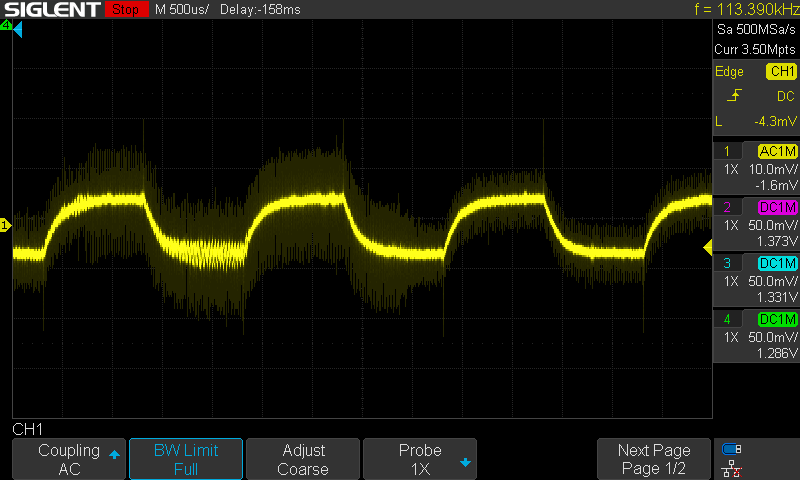 SIGLENT Stop M 500us/ Delay:-158ms f = 113.390kHz
Sa 500MSa/s
Curr 3.50Mpts
4
Edge CH1
DC
L -4.3mV
1 AC1M
1X 10.0mV/
-1.6mV
2 DC1M
1X 50.0mV/
1.373V
3 DC1M
1X 50.0mV/
1.331V
4 DC1M
1X 50.0mV/
1.286V
1
CH1
Coupling
AC
BW Limit
Full
Adjust
Coarse
Probe
1X
Next Page
Page 1/2